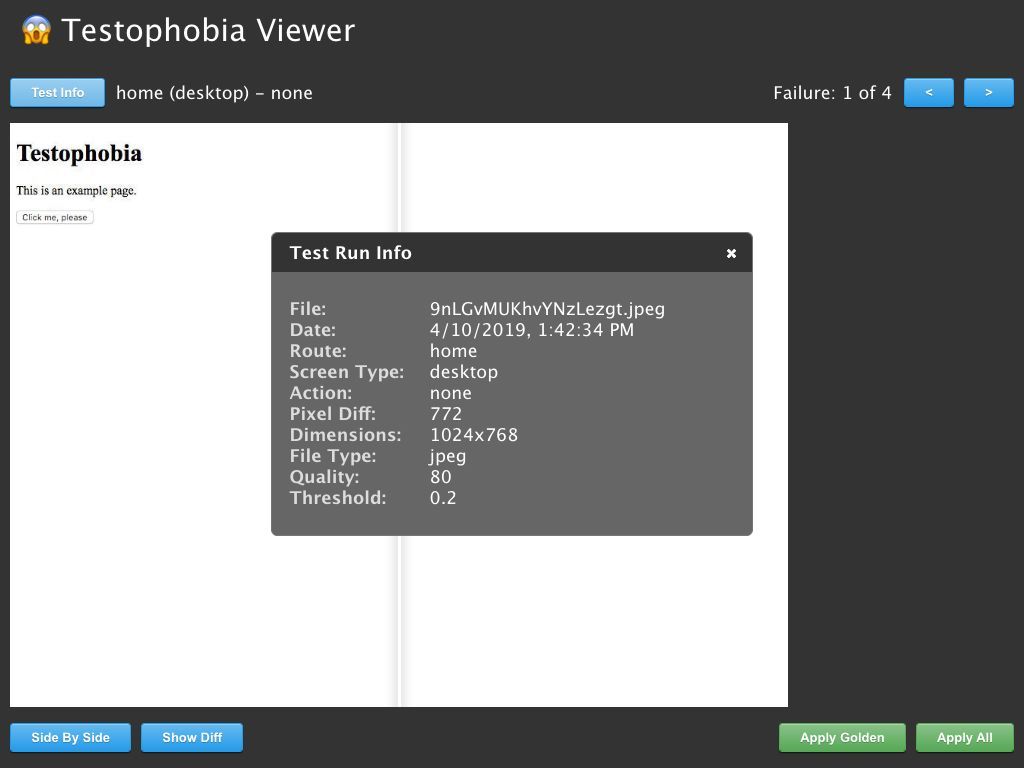 😱 Testophobia Viewer
Test Info home (desktop) – none Failure: 1 of 4 < >
Testophobia
This is an example page.
Click me, please
Test Run Info ✖
File: 9nLGvMUKhvYNzLezgt.jpeg
Date: 4/10/2019, 1:42:34 PM
Route: home
Screen Type: desktop
Action: none
Pixel Diff: 772
Dimensions: 1024x768
File Type: jpeg
Quality: 80
Threshold: 0.2
Side By Side Show Diff Apply Golden Apply All